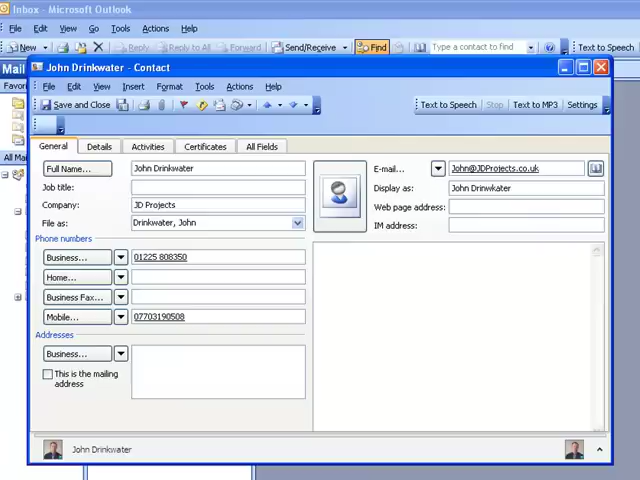 Inbox - Microsoft Outlook
File Edit View Go Tools Actions Help
New Reply Reply to All Forward Send/Receive Find Type a contact to find Text to Speech
Mail
John Drinkwater - Contact
File Edit View Insert Format Tools Actions Help
Save and Close Text to Speech Stop Text to MP3 Settings
Favori
General Details Activities Certificates All Fields
All Mai
Full Name... John Drinkwater E-mail... John@JDProjects.co.uk
Job title: Display as: John Drinwkater
Company: JD Projects Web page address:
File as: Drinkwater, John IM address:
Phone numbers
Business... 01225 808350
Home...
Business Fax...
Mobile... 07703190508
Addresses
Business...
This is the mailing
address
John Drinkwater